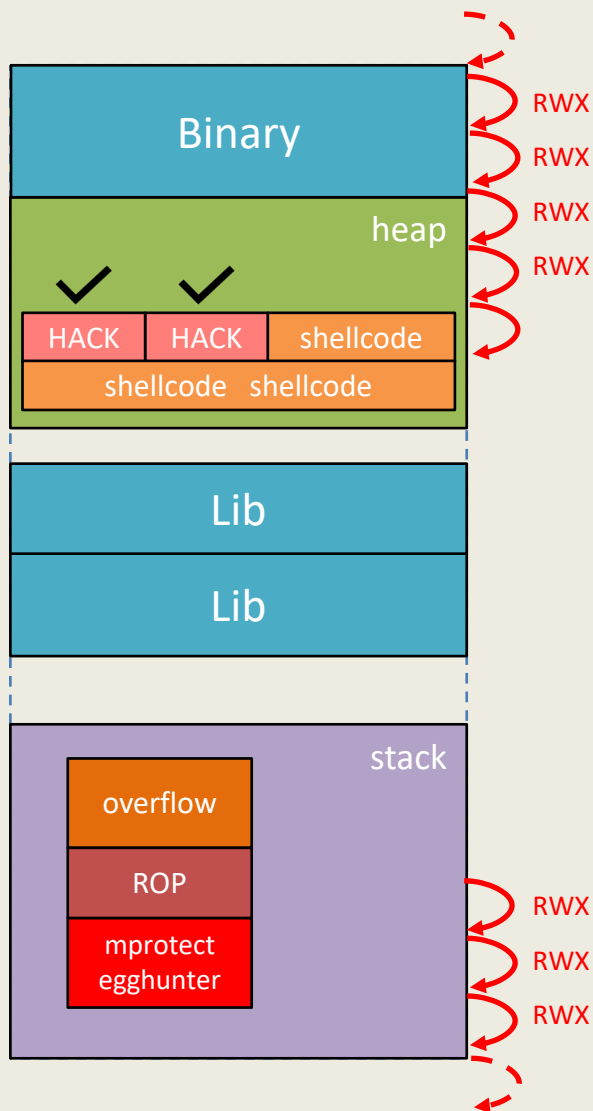 RWX
Binary
RWX
RWX
heap
RWX
HACK HACK shellcode
shellcode shellcode
Lib
Lib
stack
overflow
ROP
RWX
mprotect
egghunter
RWX
RWX